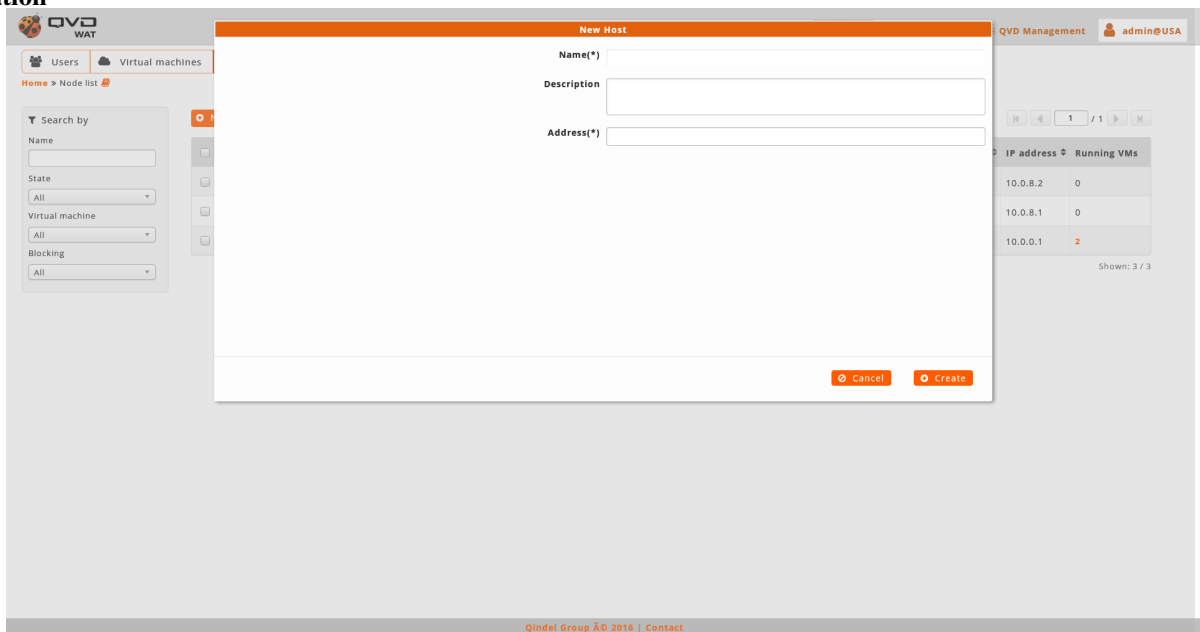 QVD
WAT
New Host
QVD Management
admin@USA
Users
Virtual machines
Home » Node list
Name(*)
Description
Address(*)
Search by
Name
State
All
Virtual machine
All
Blocking
All
1 / 1
IP address Running VMs
10.0.8.2 0
10.0.8.1 0
10.0.0.1 2
Shown: 3 / 3
Cancel
Create
Qindel Group Â© 2016 | Contact